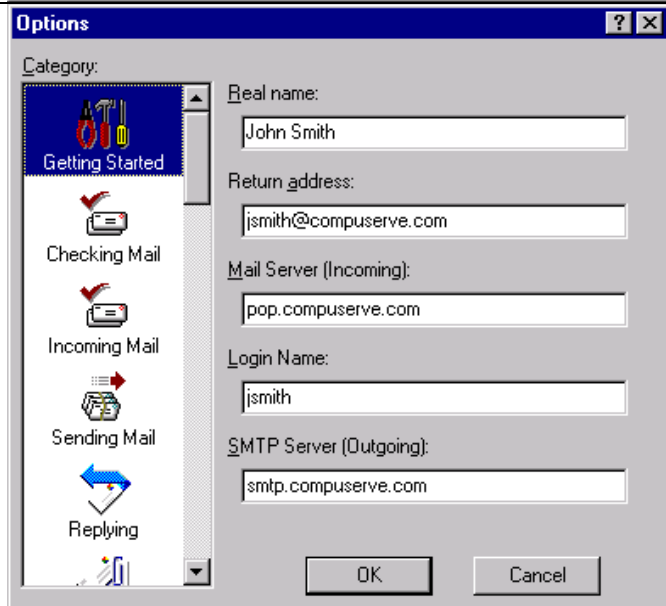 Options
Category:
Getting Started
Checking Mail
Incoming Mail
Sending Mail
Replying
Real name:
John Smith
Return address:
jsmith@compuserve.com
Mail Server (Incoming):
pop.compuserve.com
Login Name:
jsmith
SMTP Server (Outgoing):
smtp.compuserve.com
OK
Cancel